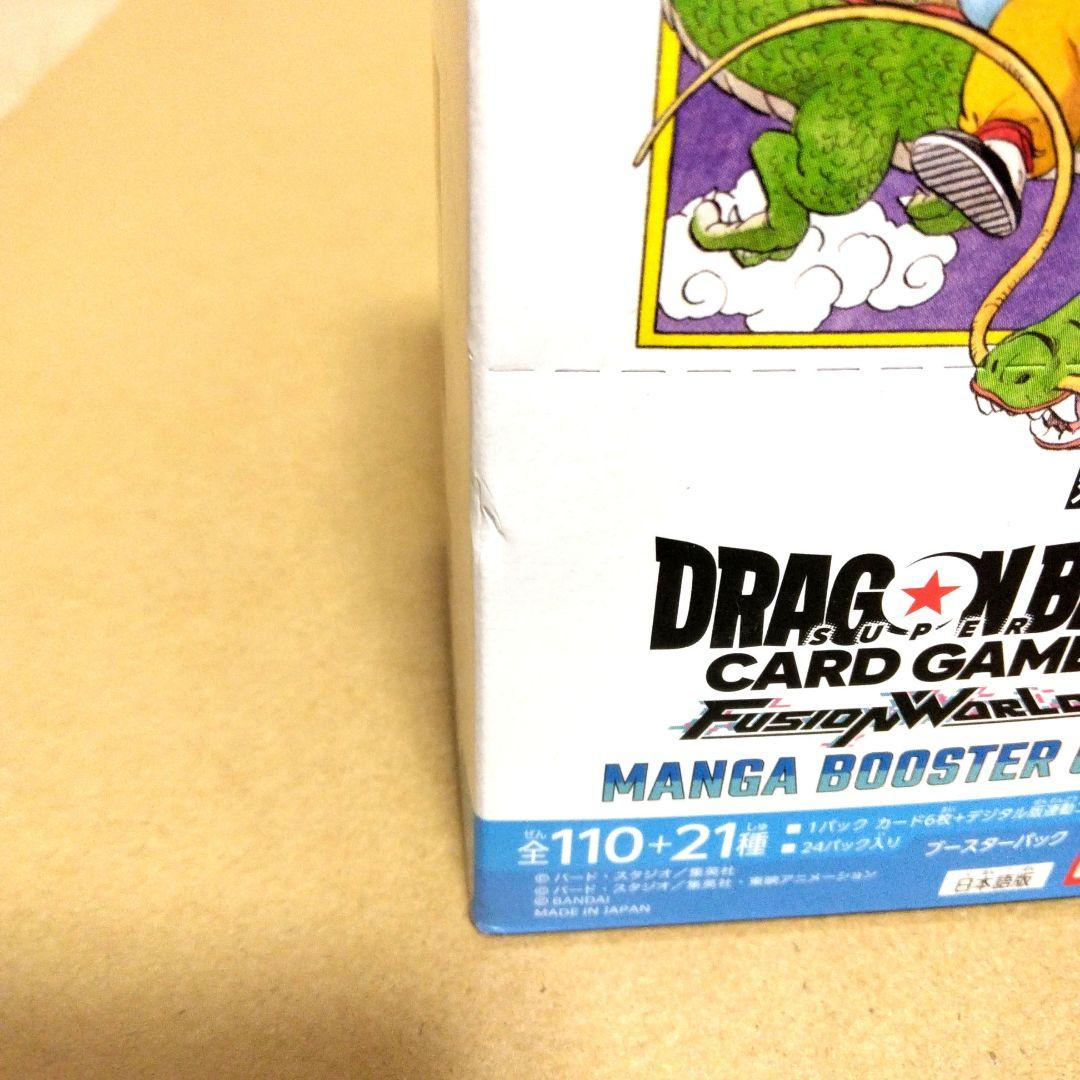 DRAGON B
SUPER
CARD GAME
FUSION WORLD
MANGA BOOSTER
ぜん しゅ
全110+21種
■1パック カード6枚+デジタル版連動
■24パック入り ブースターパック
© バード・スタジオ/集英社
© バード・スタジオ/集英社・東映アニメーション
© BANDAI
MADE IN JAPAN
日本語版